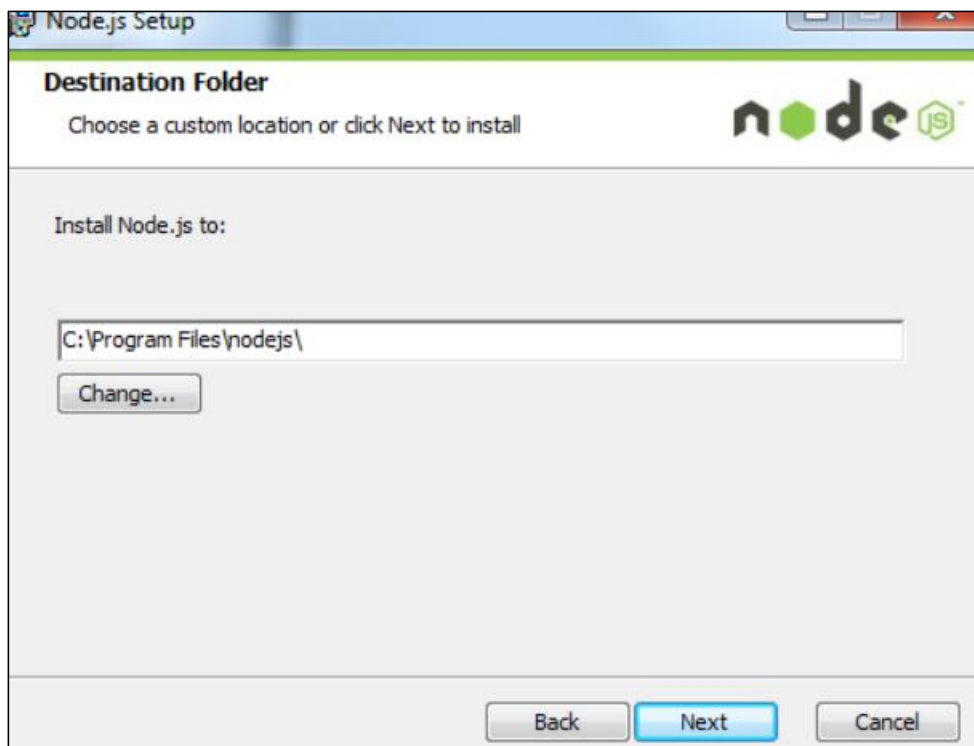 Node.js Setup
Destination Folder
Choose a custom location or click Next to install
node JS
Install Node.js to:
C:\Program Files\nodejs\
Change...
Back
Next
Cancel